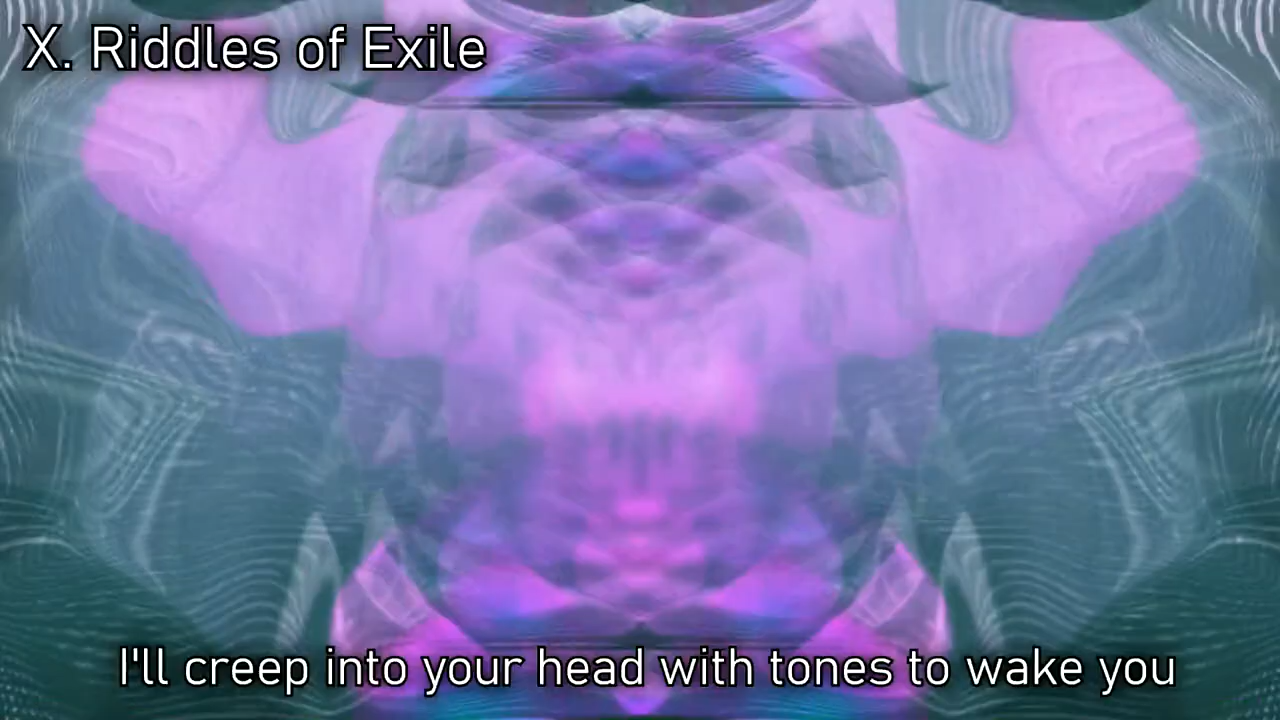 X. Riddles of Exile
I'll creep into your head with tones to wake you